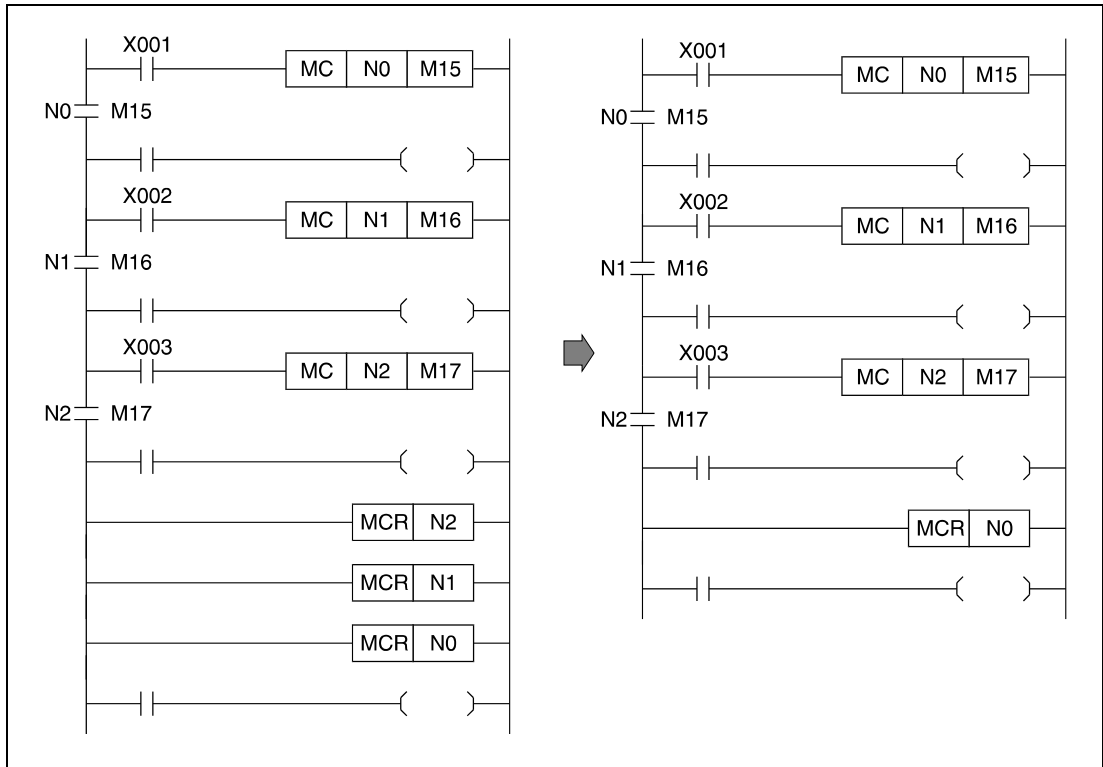 X001
MC N0 M15
N0 M15
X002
MC N1 M16
N1 M16
X003
MC N2 M17
N2 M17
MCR N2
MCR N1
MCR N0
X001
MC N0 M15
N0 M15
X002
MC N1 M16
N1 M16
X003
MC N2 M17
N2 M17
MCR N0